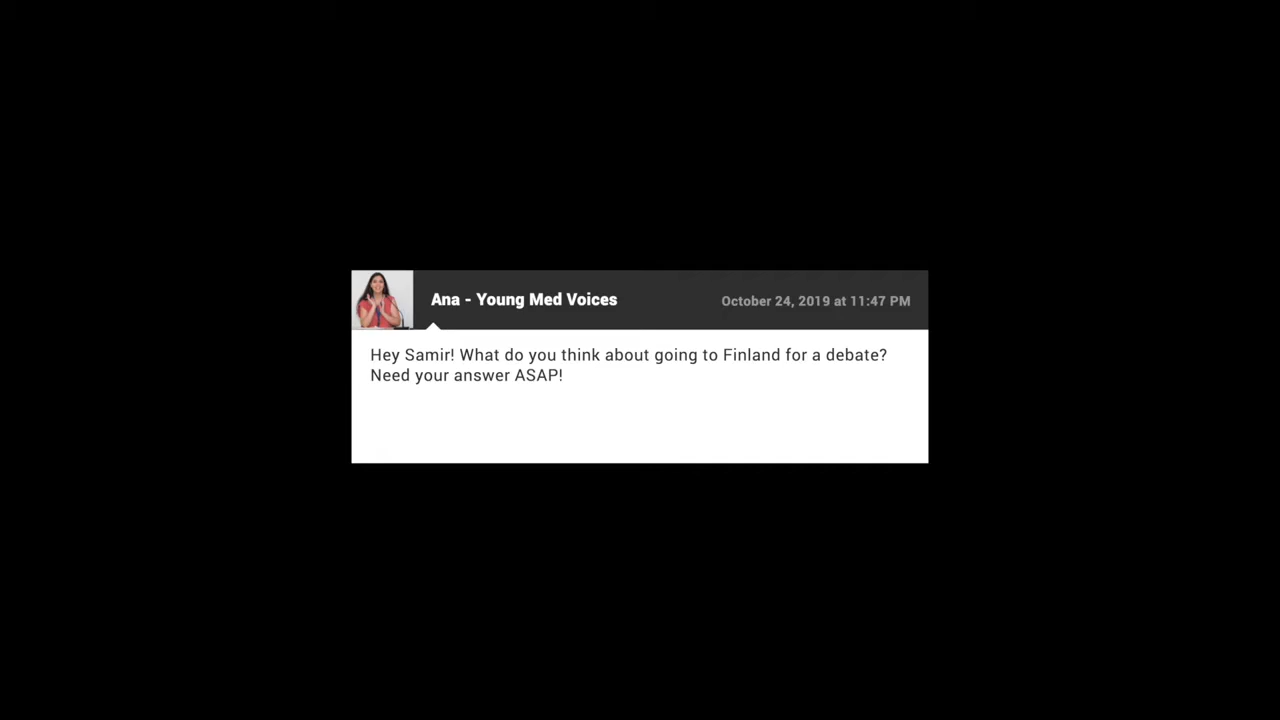 Ana - Young Med Voices
October 24, 2019 at 11:47 PM
Hey Samir! What do you think about going to Finland for a debate?
Need your answer ASAP!